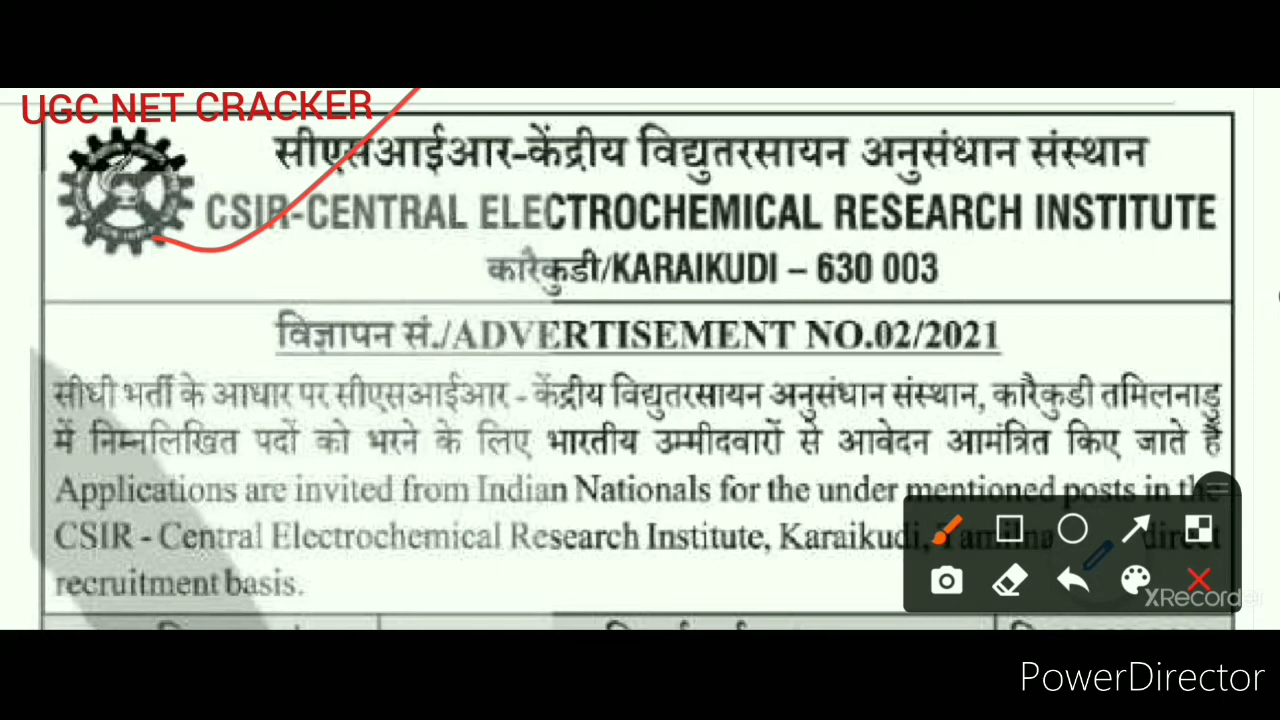 UGC NET CRACKER
सीएसआईआर-केंद्रीय विद्युतरसायन अनुसंधान संस्थान
CSIR-CENTRAL ELECTROCHEMICAL RESEARCH INSTITUTE
कारैकुडी/KARAIKUDI – 630 003
विज्ञापन सं./ADVERTISEMENT NO.02/2021
सीधी भर्ती के आधार पर सीएसआईआर - केंद्रीय विद्युतरसायन अनुसंधान संस्थान, कारैकुडी तमिलनाडु
में निम्नलिखित पदों को भरने के लिए भारतीय उम्मीदवारों से आवेदन आमंत्रित किए जाते हैं
Applications are invited from Indian Nationals for the under mentioned posts in the
CSIR - Central Electrochemical Research Institute, Karaikudi, direct
recruitment basis.
XRecorder
PowerDirector